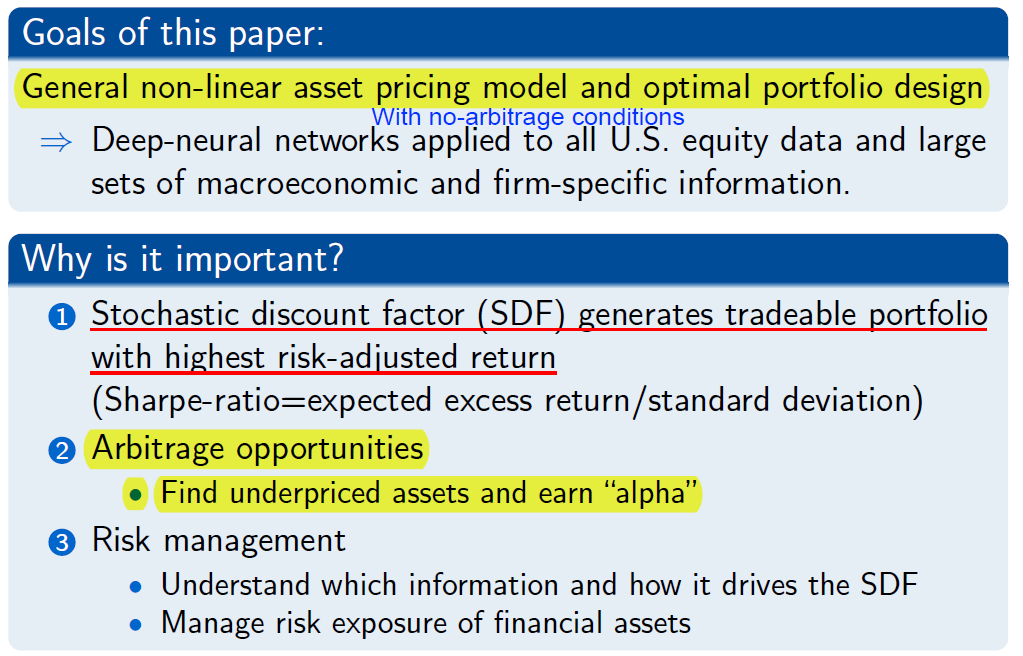 Goals of this paper:
General non-linear asset pricing model and optimal portfolio design
With no-arbitrage conditions
⇒ Deep-neural networks applied to all U.S. equity data and large
sets of macroeconomic and firm-specific information.
Why is it important?
1 Stochastic discount factor (SDF) generates tradeable portfolio
with highest risk-adjusted return
(Sharpe-ratio=expected excess return/standard deviation)
2 Arbitrage opportunities
• Find underpriced assets and earn “alpha”
3 Risk management
• Understand which information and how it drives the SDF
• Manage risk exposure of financial assets